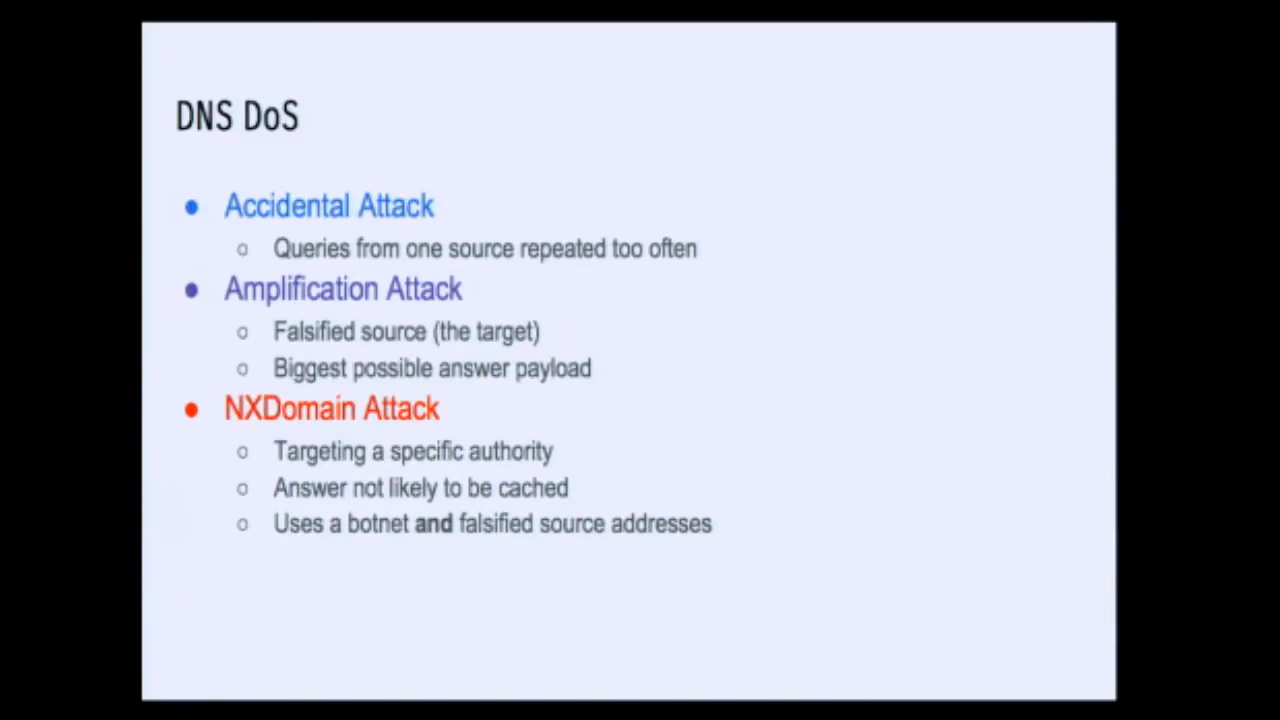 DNS DoS
● Accidental Attack
○ Queries from one source repeated too often
● Amplification Attack
○ Falsified source (the target)
○ Biggest possible answer payload
● NXDomain Attack
○ Targeting a specific authority
○ Answer not likely to be cached
○ Uses a botnet and falsified source addresses